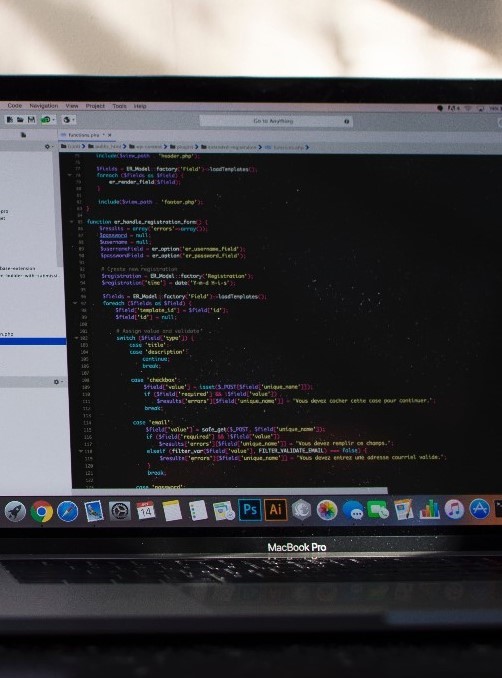 Code Navigation View Project Tools Help
Go to Anything
functions.php
include($view_path . 'header.php');
$fields = ER_Model::factory('Field')->loadTemplates();
foreach ($fields as $field) {
er_render_field($field);
}
include($view_path . 'footer.php');
}
function er_handle_registration_form() {
$results = array('errors'=>array());
$password = null;
$username = null;
$usernameField = er_option('er_username_field');
$passwordField = er_option('er_password_field');
# Create new registration
$registration = ER_Model::factory('Registration');
$registration['time'] = date('Y-m-d H:i:s');
$fields = ER_Model::factory('Field')->loadTemplates();
foreach ($fields as $field) {
$field['template_id'] = $field['id'];
$field['id'] = null;
# Assign value and validate
switch ($field['type']) {
case 'title':
case 'description':
continue;
break;
case 'checkbox':
$field['value'] = isset($_POST[$field['unique_name']]);
if ($field['required'] && !$field['value'])
$results['errors'][$field['unique_name']] = "Vous devez cocher cette case pour continuer.";
break;
case 'email':
$field['value'] = safe_get($_POST, $field['unique_name']);
if ($field['required'] && !$field['value'])
$results['errors'][$field['unique_name']] = "Vous devez remplir ce champs.";
elseif (filter_var($field['value'], FILTER_VALIDATE_EMAIL) === false) {
$results['errors'][$field['unique_name']] = "Vous devez entrez une adresse courriel valide.";
}
break;
case 'password':
14
Ps
Ai
MacBook Pro